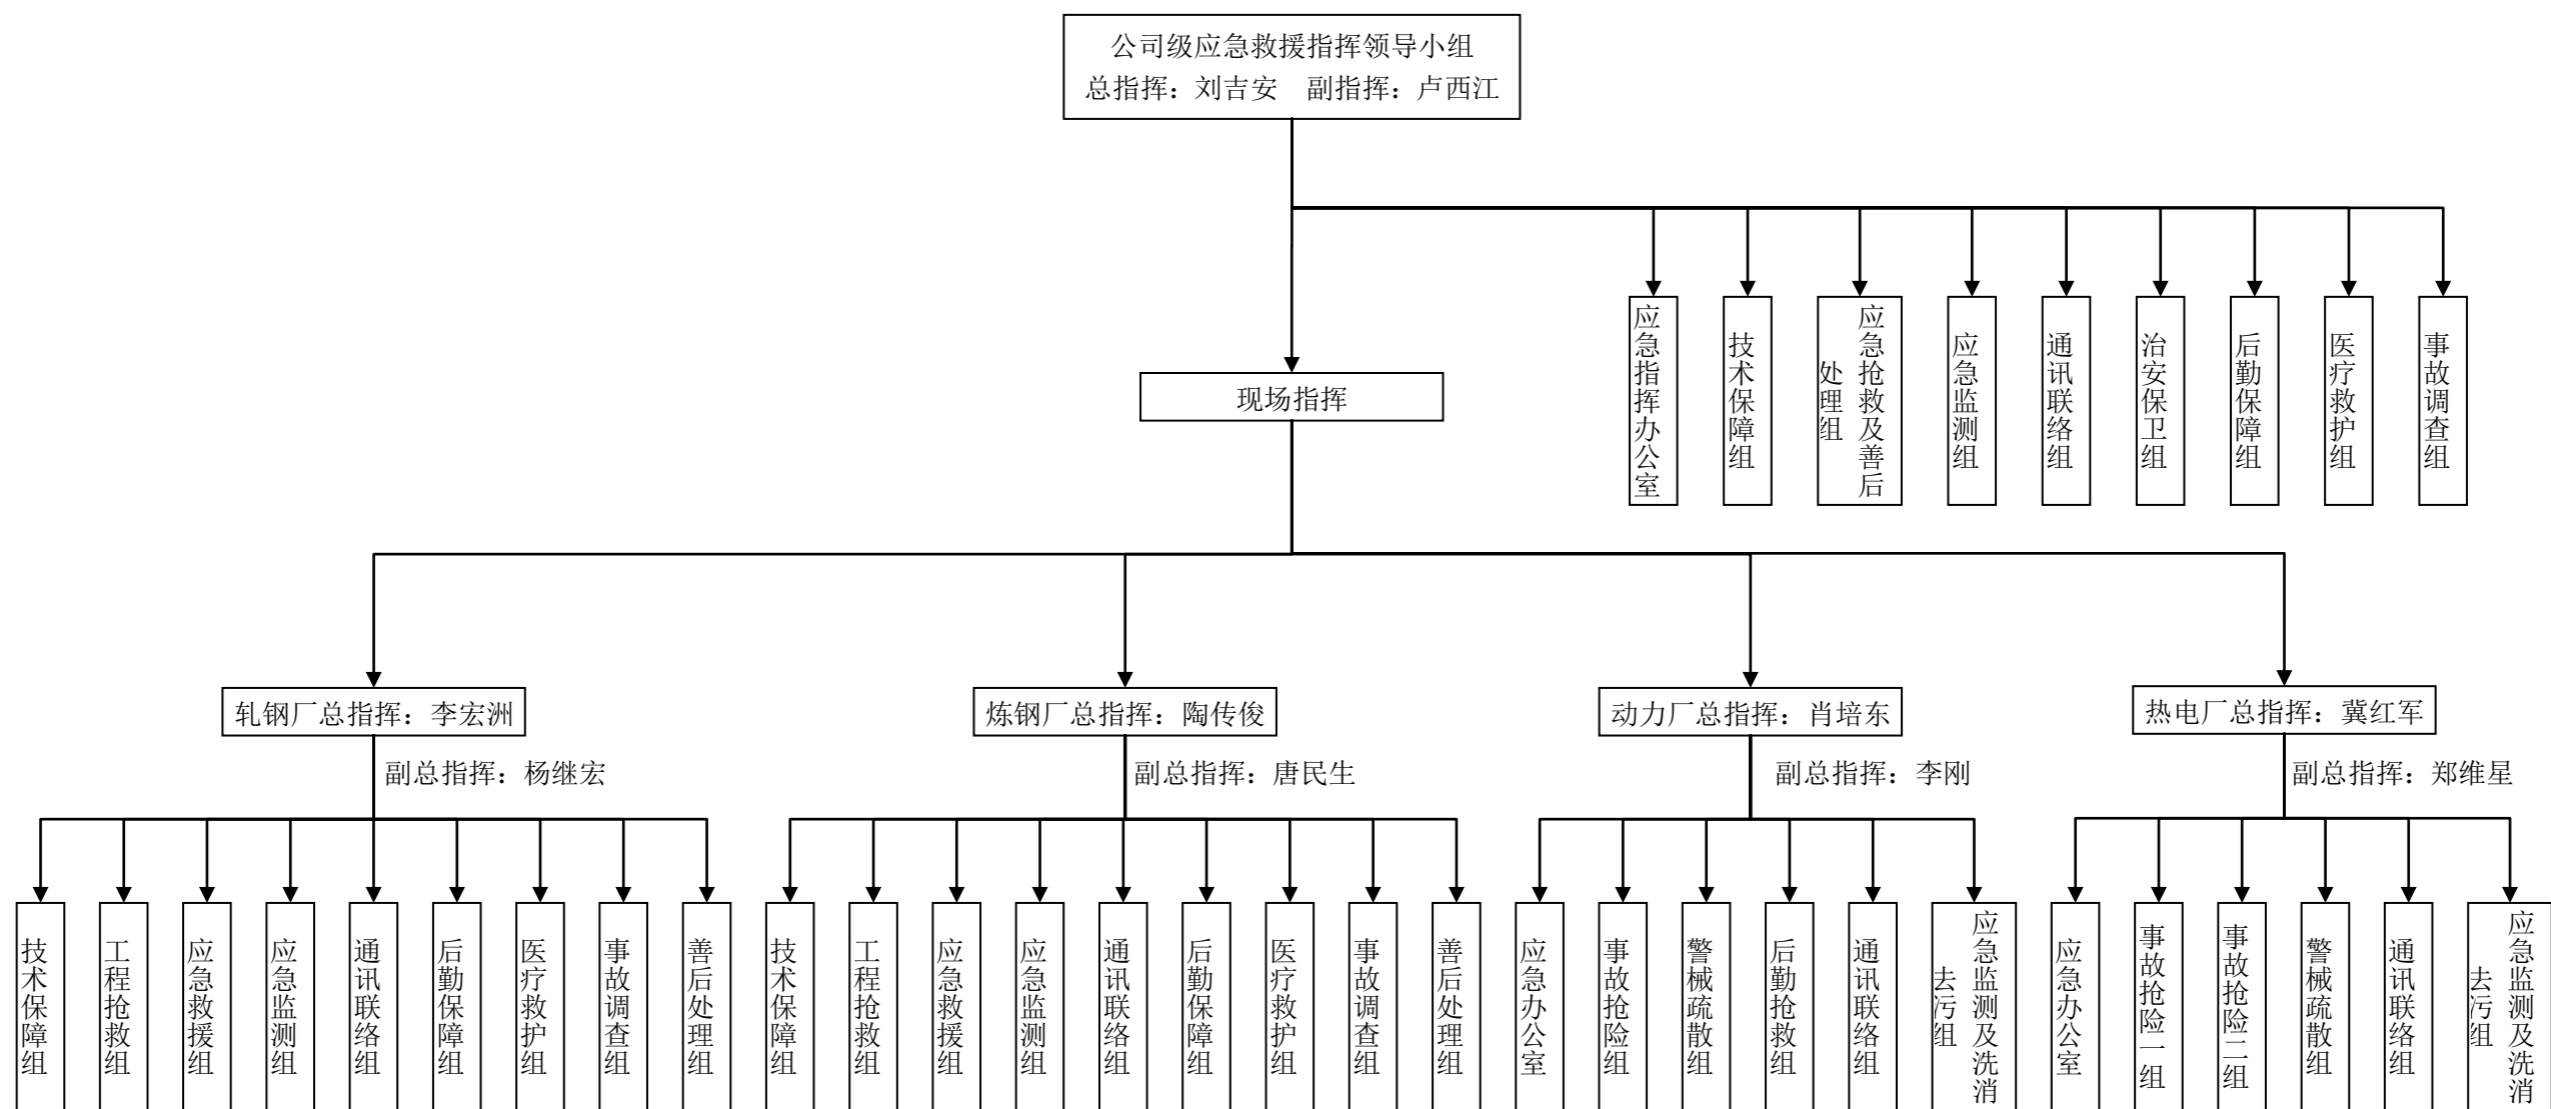 公司级应急救援指挥领导小组
总指挥：刘吉安　副指挥：卢西江
应急指挥办公室
技术保障组
应急抢救及善后
处理组
应急监测组
通讯联络组
治安保卫组
后勤保障组
医疗救护组
事故调查组
现场指挥
轧钢厂总指挥：李宏洲
炼钢厂总指挥：陶传俊
动力厂总指挥：肖培东
热电厂总指挥：冀红军
副总指挥：杨继宏
副总指挥：唐民生
副总指挥：李刚
副总指挥：郑维星
技术保障组
工程抢救组
应急救援组
应急监测组
通讯联络组
后勤保障组
医疗救护组
事故调查组
善后处理组
技术保障组
工程抢救组
应急救援组
应急监测组
通讯联络组
后勤保障组
医疗救护组
事故调查组
善后处理组
应急办公室
事故抢险组
警械疏散组
后勤抢救组
通讯联络组
应急监测及洗消
去污组
应急办公室
事故抢险一组
事故抢险二组
警械疏散组
通讯联络组
应急监测及洗消
去污组